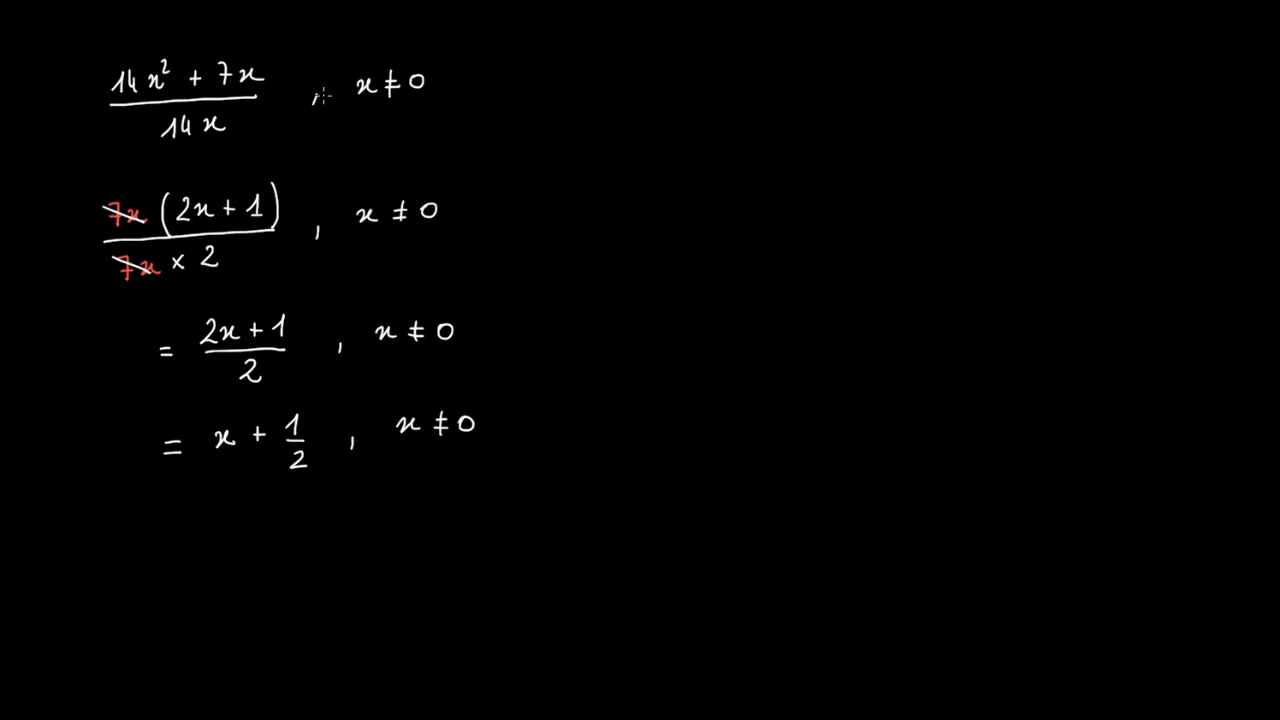 (14x² + 7x)/(14x) , x ≠ 0
(7x(2x + 1))/(7x × 2) , x ≠ 0
= (2x + 1)/2 , x ≠ 0
= x + 1/2 , x ≠ 0